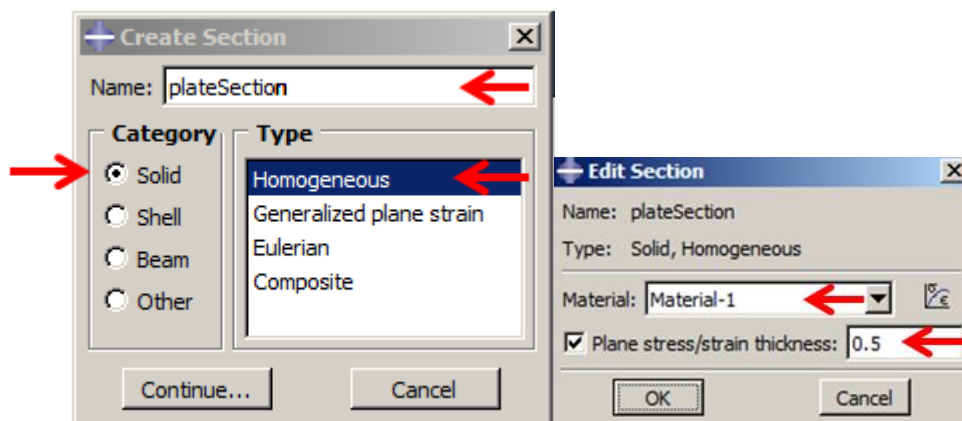 Create Section
Name: plateSection
Category
Solid
Shell
Beam
Other
Type
Homogeneous
Generalized plane strain
Eulerian
Composite
Continue...
Cancel
Edit Section
Name: plateSection
Type: Solid, Homogeneous
Material: Material-1
Plane stress/strain thickness: 0.5
OK
Cancel